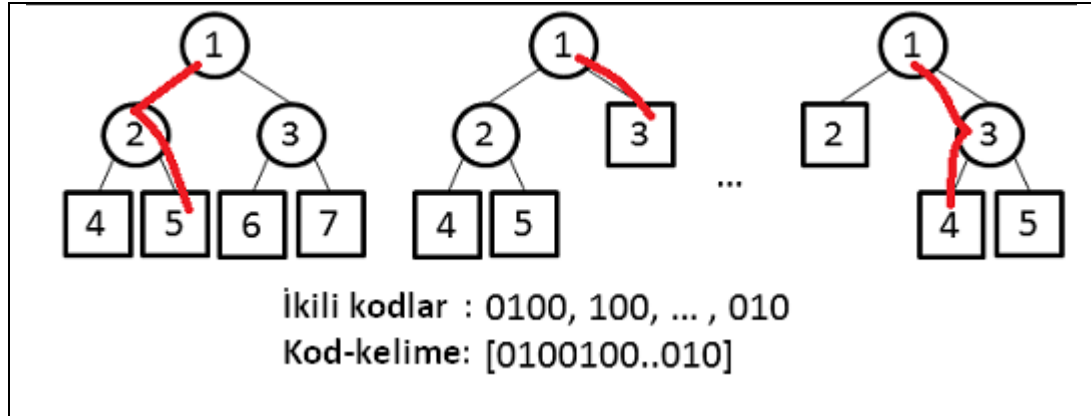 1 1 1
2 3 2 3 2 3
4 5 6 7 4 5 ... 4 5
İkili kodlar : 0100, 100, ... , 010
Kod-kelime: [0100100..010]